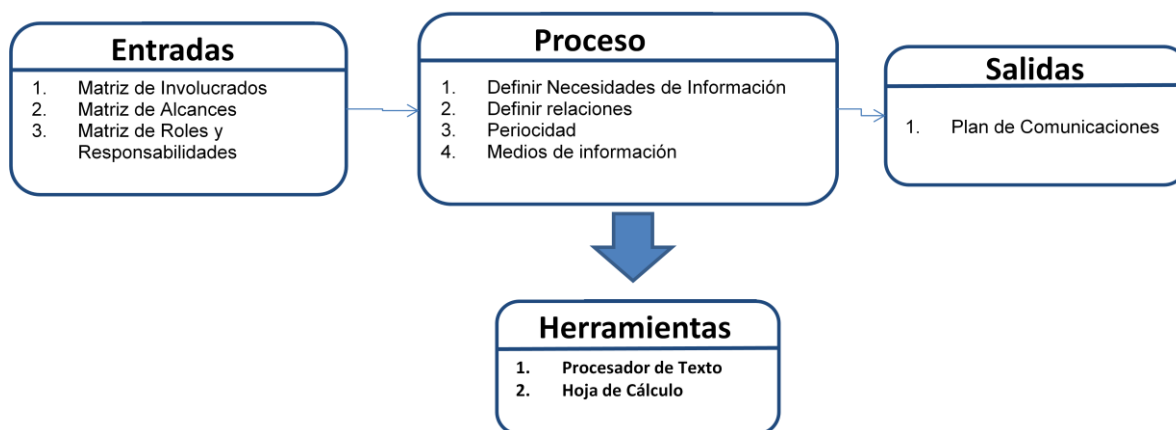 Entradas
1. Matriz de Involucrados
2. Matriz de Alcances
3. Matriz de Roles y
Responsabilidades
Proceso
1. Definir Necesidades de Información
2. Definir relaciones
3. Periocidad
4. Medios de información
Salidas
1. Plan de Comunicaciones
Herramientas
1. Procesador de Texto
2. Hoja de Cálculo